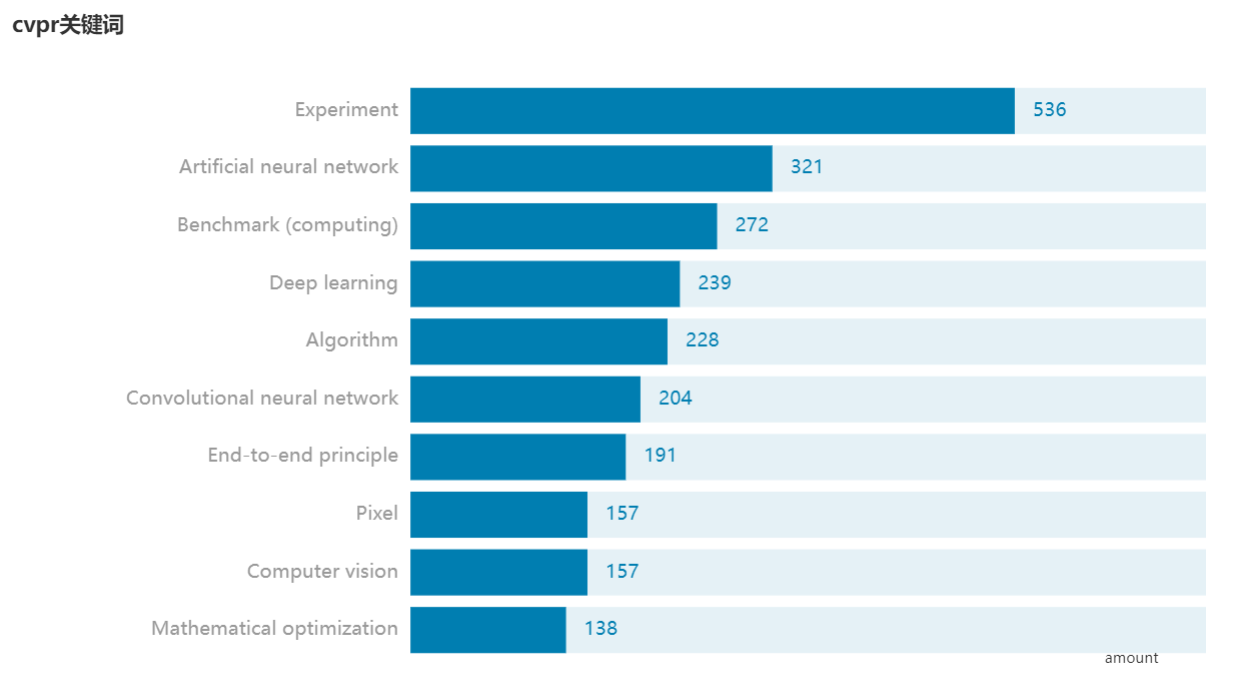 cvpr关键词
Experiment 536
Artificial neural network 321
Benchmark (computing) 272
Deep learning 239
Algorithm 228
Convolutional neural network 204
End-to-end principle 191
Pixel 157
Computer vision 157
Mathematical optimization 138
amount